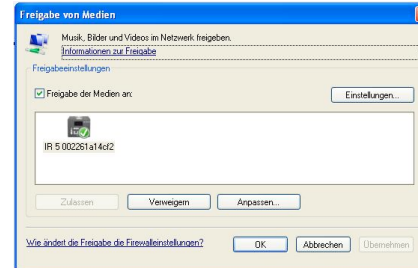 Freigabe von Medien
Musik, Bilder und Videos im Netzwerk freigeben.
Informationen zur Freigabe
Freigabeeinstellungen
Freigabe der Medien an:
Einstellungen...
IR 5 002261a14cf2
Zulassen
Verweigern
Anpassen...
Wie ändert die Freigabe die Firewalleinstellungen?
OK
Abbrechen
Übernehmen